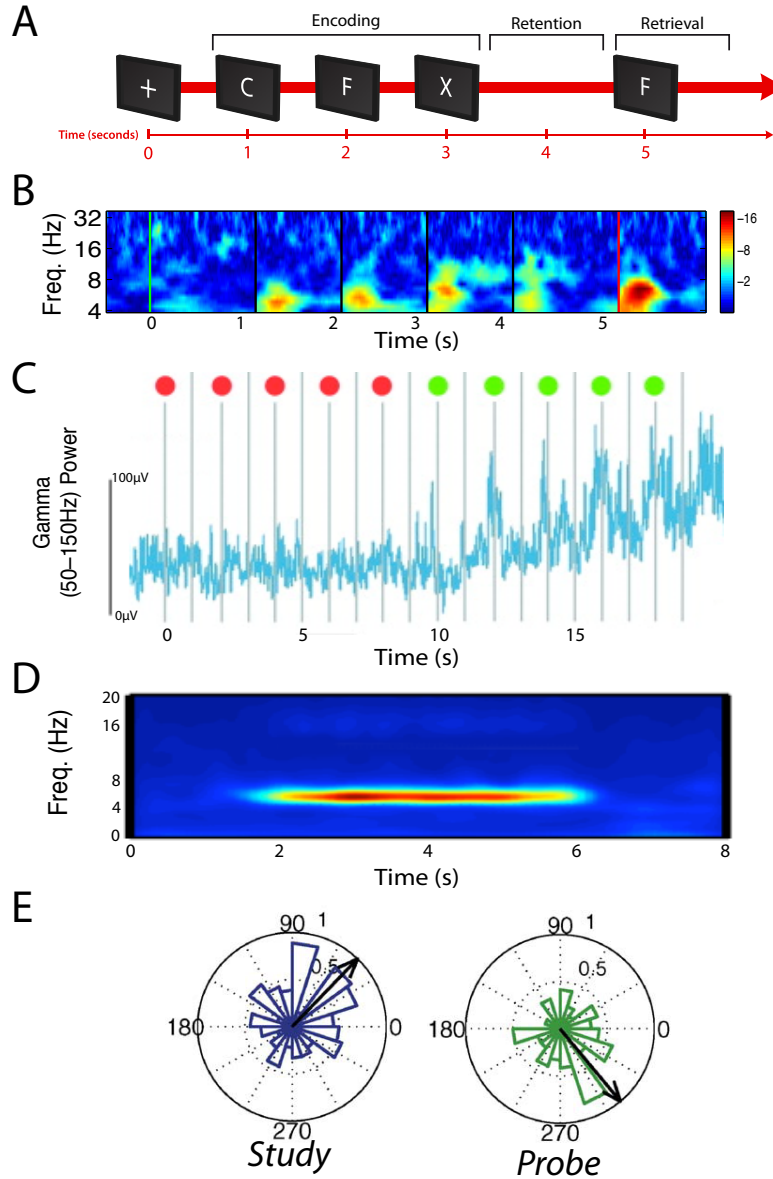 A
Encoding
Retention
Retrieval
+ C F X F
Time (seconds)
0 1 2 3 4 5
B
Freq. (Hz)
32
16
8
4
-16
-8
-2
0 1 2 3 4 5
Time (s)
C
Gamma
(50–150Hz) Power
100µV
0µV
0 5 10 15
Time (s)
D
Freq. (Hz)
20
16
8
4
0
0 2 4 6 8
Time (s)
E
90 1
0.5
180 0
270
Study
90 1
0.5
180 0
270
Probe